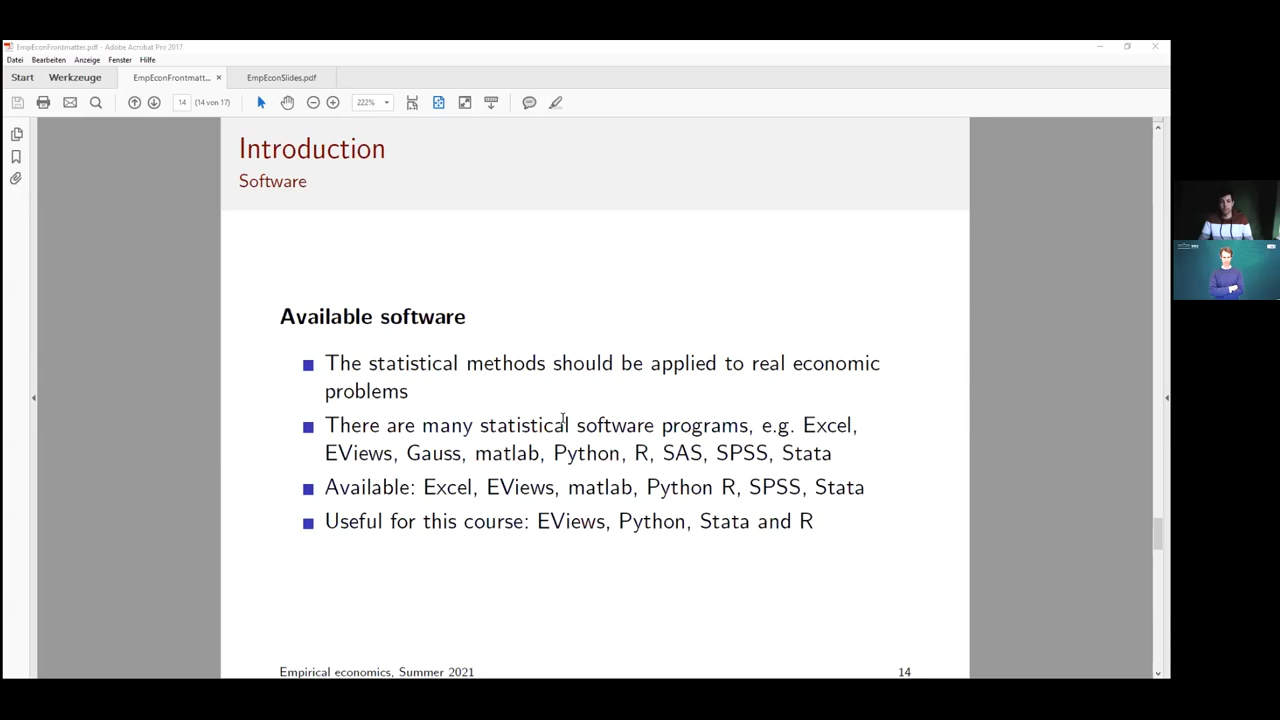 EmpEconFrontmatter.pdf - Adobe Acrobat Pro 2017
Datei Bearbeiten Anzeige Fenster Hilfe
Start Werkzeuge EmpEconFrontmatt... × EmpEconSlides.pdf
14 (14 von 17) 222%
Introduction
Software
Available software
The statistical methods should be applied to real economic
problems
There are many statistical software programs, e.g. Excel,
EViews, Gauss, matlab, Python, R, SAS, SPSS, Stata
Available: Excel, EViews, matlab, Python R, SPSS, Stata
Useful for this course: EViews, Python, Stata and R
Empirical economics, Summer 2021 14